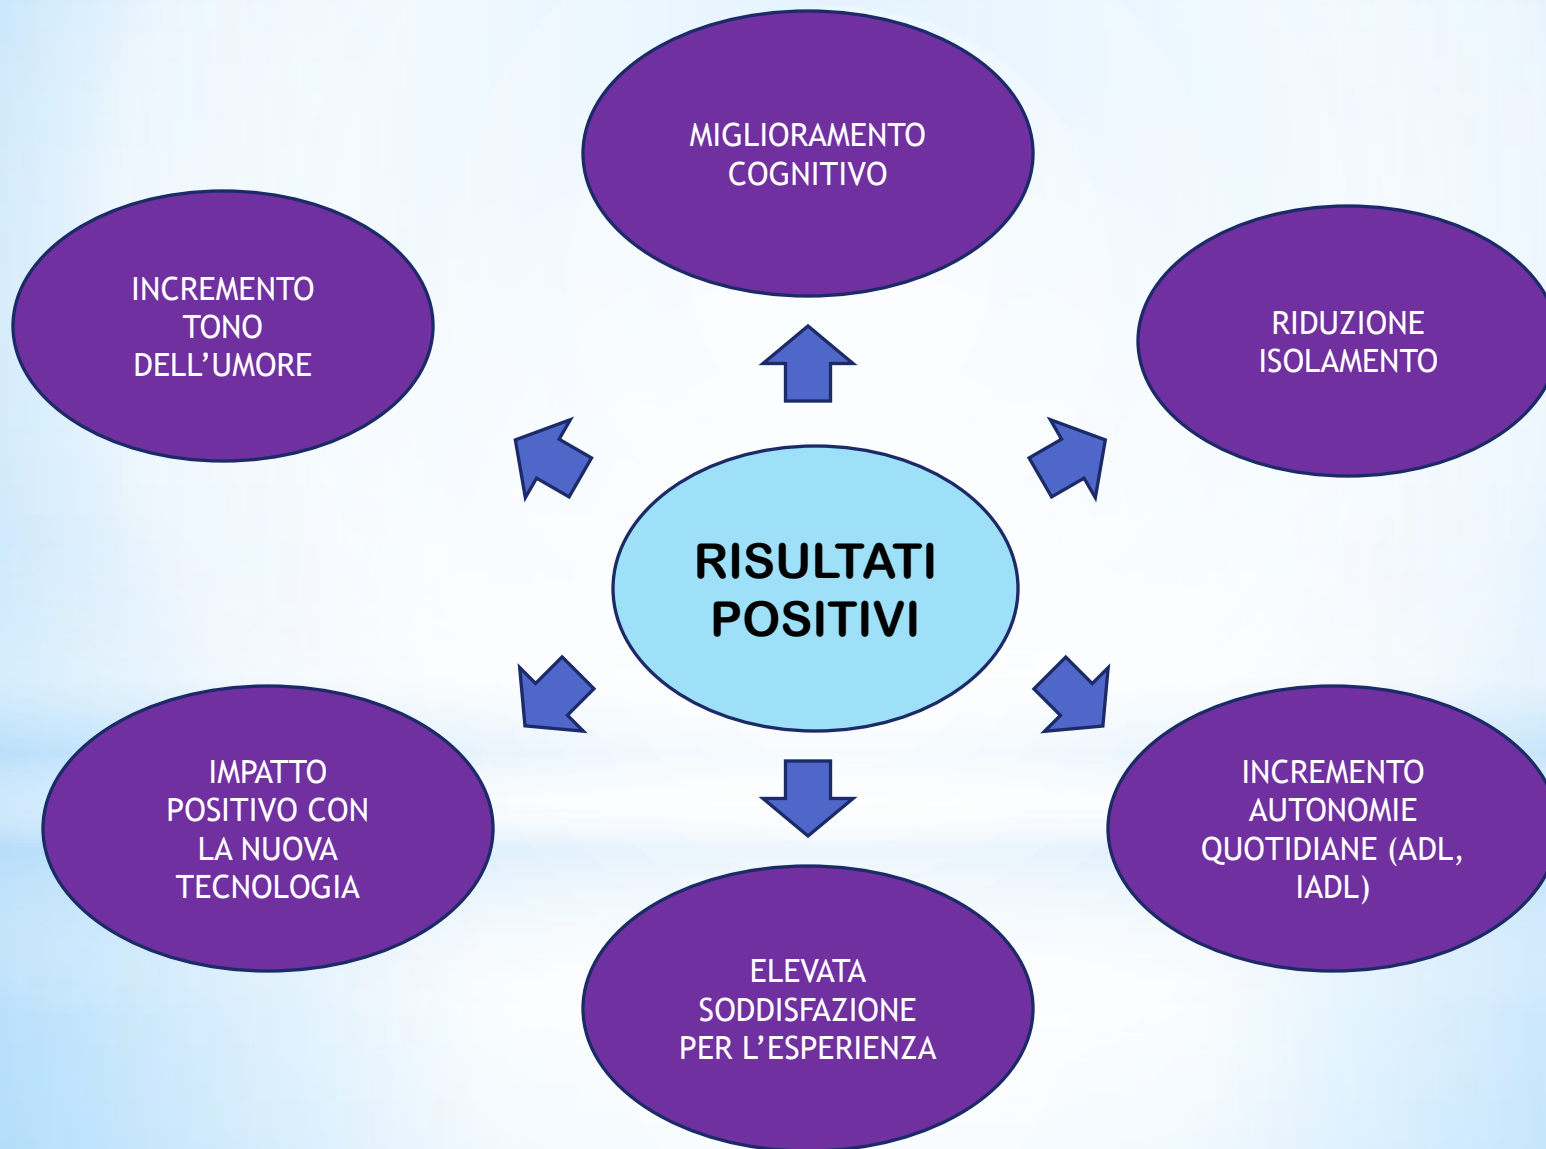 MIGLIORAMENTO
COGNITIVO
INCREMENTO
TONO
DELL’UMORE
RIDUZIONE
ISOLAMENTO
RISULTATI
POSITIVI
IMPATTO
POSITIVO CON
LA NUOVA
TECNOLOGIA
INCREMENTO
AUTONOMIE
QUOTIDIANE (ADL,
IADL)
ELEVATA
SODDISFAZIONE
PER L’ESPERIENZA